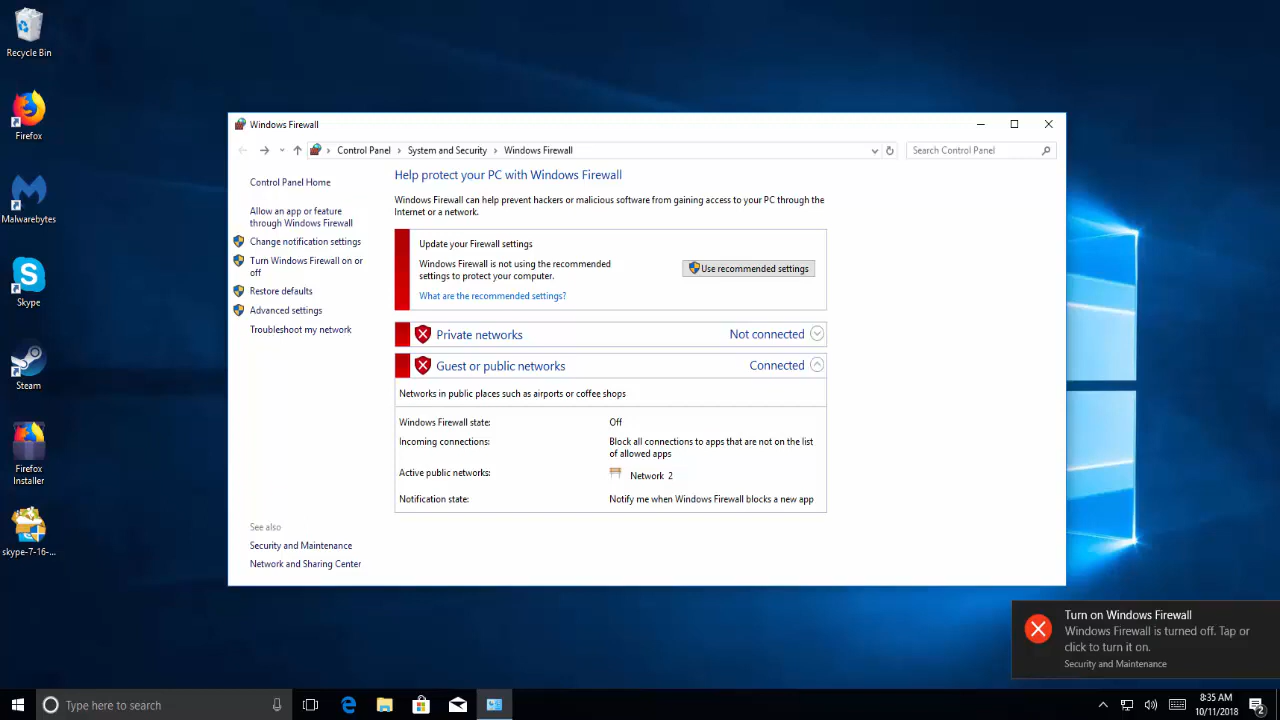 Recycle Bin
Firefox
Malwarebytes
Skype
Steam
Firefox
Installer
skype-7-16-...
Windows Firewall
Control Panel > System and Security > Windows Firewall
Search Control Panel
Control Panel Home
Allow an app or feature
through Windows Firewall
Change notification settings
Turn Windows Firewall on or
off
Restore defaults
Advanced settings
Troubleshoot my network
See also
Security and Maintenance
Network and Sharing Center
Help protect your PC with Windows Firewall
Windows Firewall can help prevent hackers or malicious software from gaining access to your PC through the
Internet or a network.
Update your Firewall settings
Windows Firewall is not using the recommended
settings to protect your computer.
Use recommended settings
What are the recommended settings?
Private networks Not connected
Guest or public networks Connected
Networks in public places such as airports or coffee shops
Windows Firewall state: Off
Incoming connections: Block all connections to apps that are not on the list
of allowed apps
Active public networks: Network 2
Notification state: Notify me when Windows Firewall blocks a new app
Turn on Windows Firewall
Windows Firewall is turned off. Tap or
click to turn it on.
Security and Maintenance
Type here to search
8:35 AM
10/11/2018
2